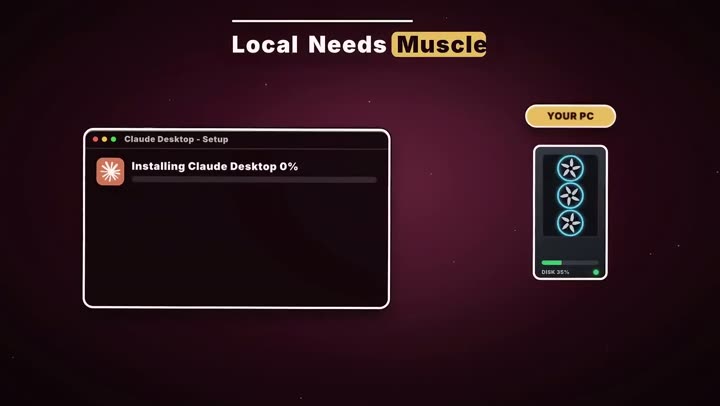 Local Needs Muscle
YOUR PC
Claude Desktop - Setup
Installing Claude Desktop 0%
DISK 35%